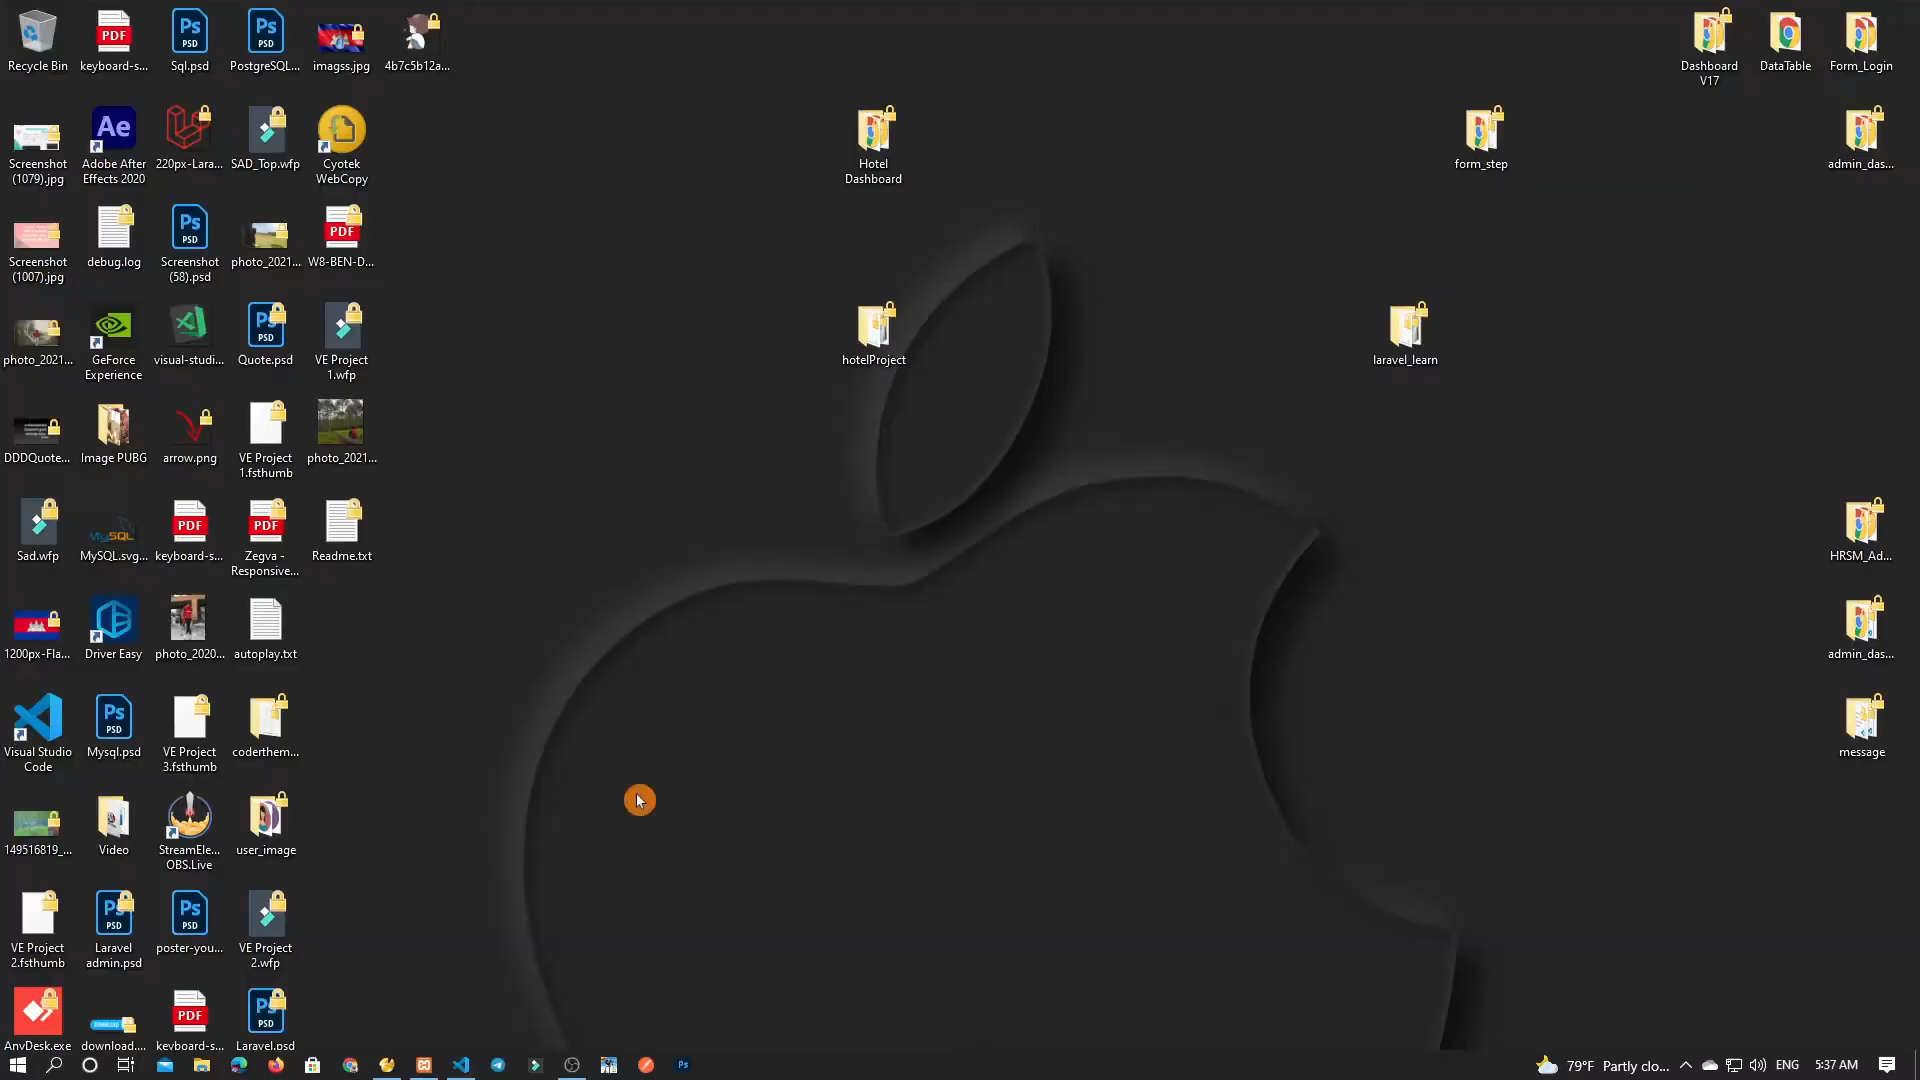 Recycle Bin
keyboard-s...
Sql.psd
PostgreSQL...
imagss.jpg
4b7c5b12a...
Dashboard
V17
DataTable
Form_Login
Screenshot
(1079).jpg
Adobe After
Effects 2020
220px-Lara...
SAD_Top.wfp
Cyotek
WebCopy
Hotel
Dashboard
form_step
admin_das...
Screenshot
(1007).jpg
debug.log
Screenshot
(58).psd
photo_2021...
W8-BEN-D...
photo_2021...
GeForce
Experience
visual-studi...
Quote.psd
VE Project
1.wfp
hotelProject
laravel_learn
DDDQuote...
Image PUBG
arrow.png
VE Project
1.fsthumb
photo_2021...
Sad.wfp
MySQL.svg...
keyboard-s...
Zegva -
Responsive...
Readme.txt
HRSM_Ad...
1200px-Fla...
Driver Easy
photo_2020...
autoplay.txt
admin_das...
Visual Studio
Code
Mysql.psd
VE Project
3.fsthumb
coderthem...
message
149516819_...
Video
StreamEle...
OBS.Live
user_image
VE Project
2.fsthumb
Laravel
admin.psd
poster-you...
VE Project
2.wfp
AnyDesk.exe
download....
keyboard-s...
Laravel.psd
79°F Partly clo... ENG 5:37 AM